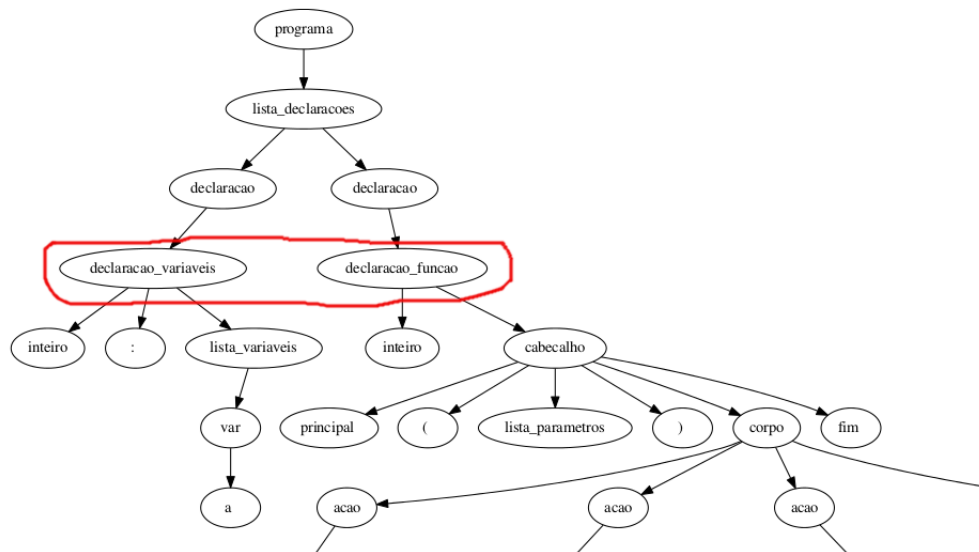 programa
lista_declaracoes
declaracao
declaracao
declaracao_variaveis
declaracao_funcao
inteiro
:
lista_variaveis
inteiro
cabecalho
var
principal
(
lista_parametros
)
corpo
fim
a
acao
acao
acao